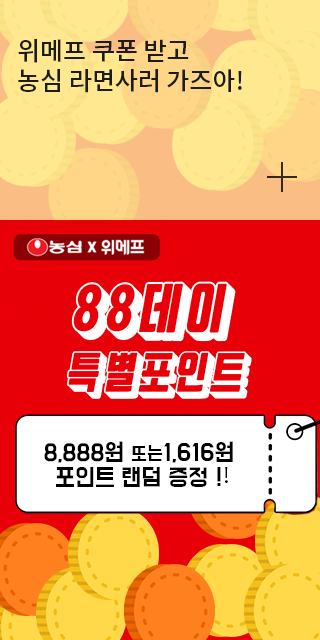 위메프 쿠폰 받고
농심 라면사러 가즈아!
농심 X 위메프
88데이
특별포인트
8,888원 또는1,616원
포인트 랜덤 증정 !!